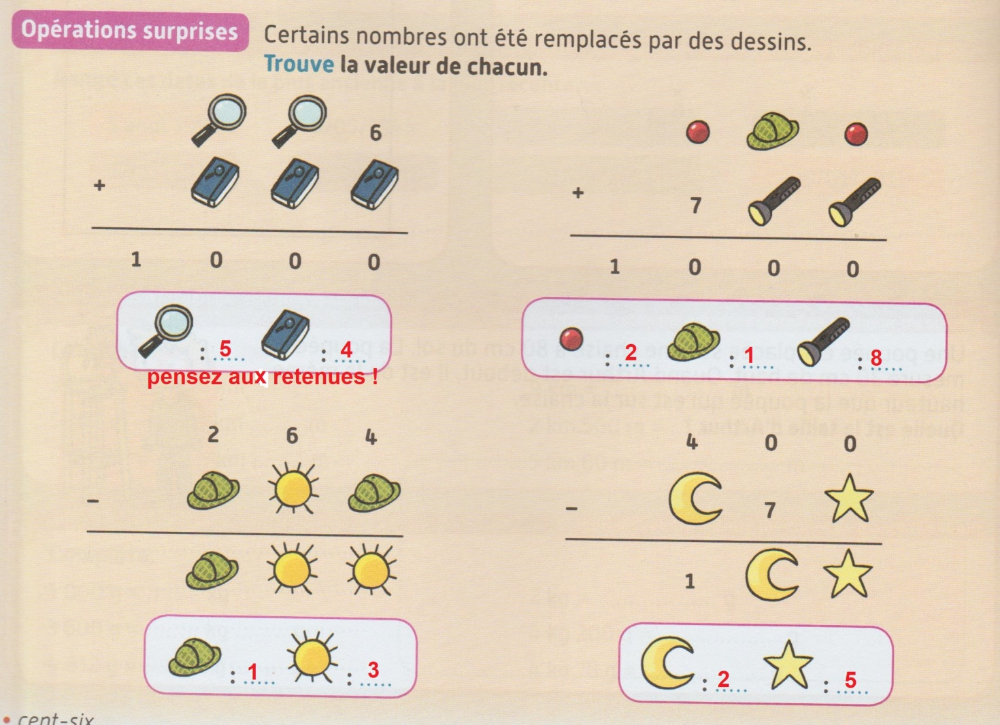 Opérations surprises
Certains nombres ont été remplacés par des dessins.
Trouve la valeur de chacun.
6
+
1 0 0 0
: 5 : 4
pensez aux retenues !
+ 7
1 0 0 0
: 2 : 1 : 8
2 6 4
-
: 1 : 3
4 0 0
- 7
1
: 2 : 5
• cent-six